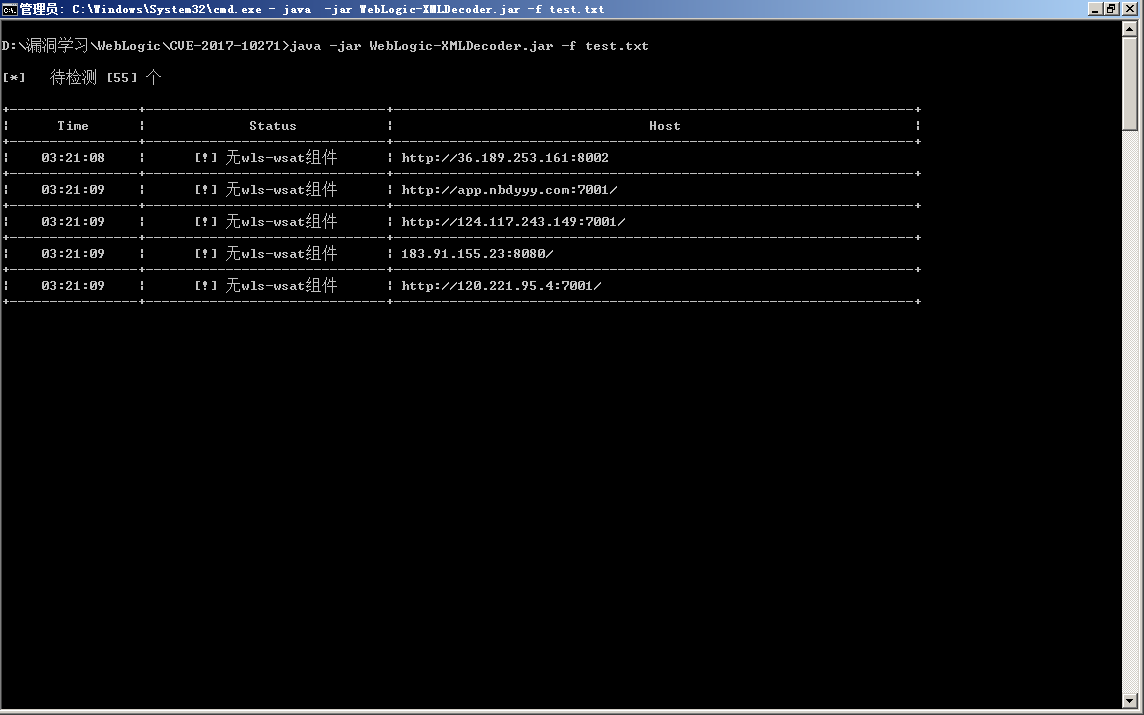 管理员: C:\Windows\System32\cmd.exe - java  -jar WebLogic-XMLDecoder.jar -f test.txt
D:\漏洞学习\WebLogic\CVE-2017-10271>java -jar WebLogic-XMLDecoder.jar -f test.txt
[*]   待检测 [55] 个
Time Status Host
03:21:08 [!] 无wls-wsat组件 http://36.189.253.161:8002
03:21:09 [!] 无wls-wsat组件 http://app.nbdyyy.com:7001/
03:21:09 [!] 无wls-wsat组件 http://124.117.243.149:7001/
03:21:09 [!] 无wls-wsat组件 183.91.155.23:8080/
03:21:09 [!] 无wls-wsat组件 http://120.221.95.4:7001/